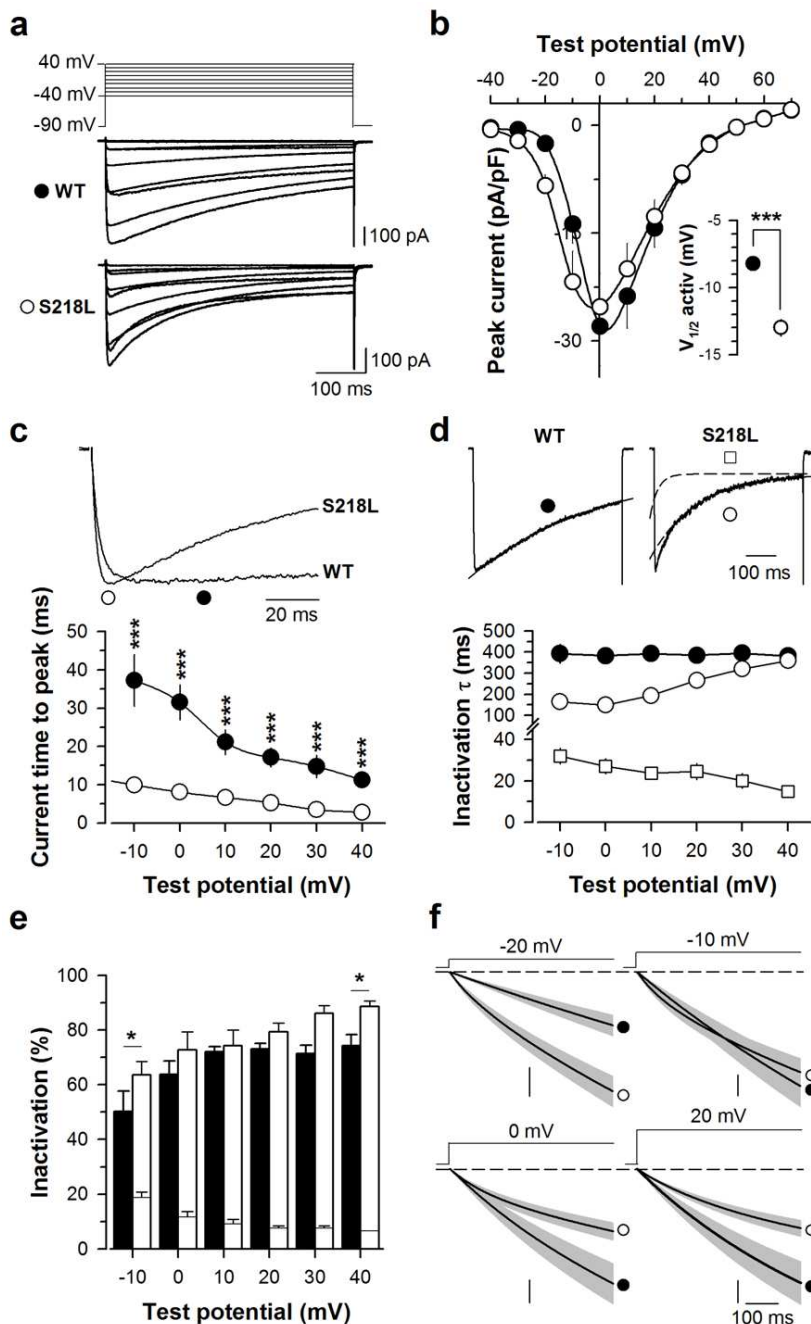 a
40 mV
-40 mV
-90 mV
WT
100 pA
S218L
100 pA
100 ms
b
Test potential (mV)
-40 -20 0 20 40 60
0
-30
Peak current (pA/pF)
-5
-10
-15
V1/2 activ (mV)
***
c
S218L
WT
20 ms
50
40
30
20
10
0
Current time to peak (ms)
*** *** *** *** *** ***
-10 0 10 20 30 40
Test potential (mV)
d
WT
S218L
100 ms
500
400
300
200
100
40
20
0
Inactivation τ (ms)
-10 0 10 20 30 40
Test potential (mV)
e
100
80
60
40
20
0
Inactivation (%)
* *
-10 0 10 20 30 40
Test potential (mV)
f
-20 mV
-10 mV
0 mV
20 mV
100 ms